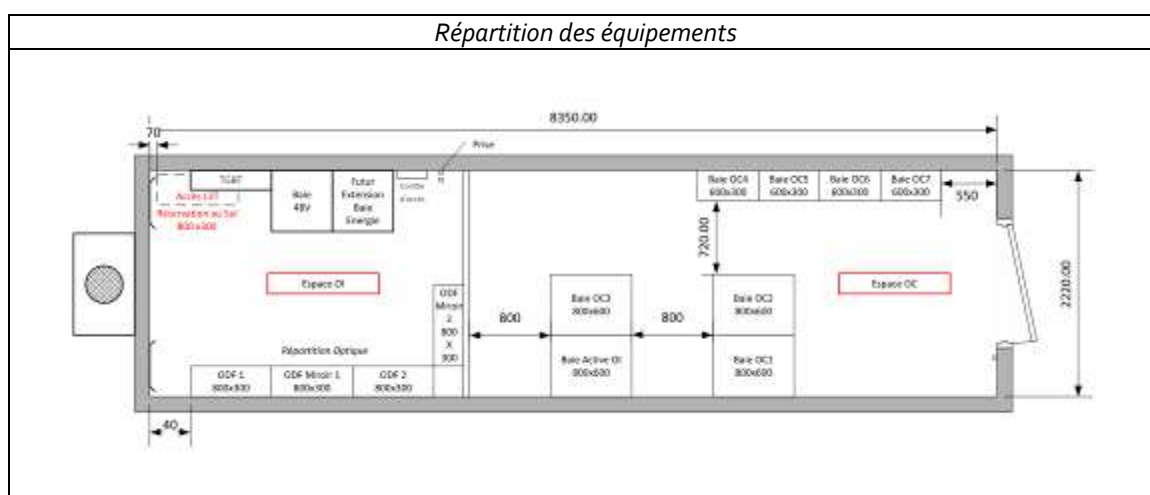 Répartition des équipements
8350.00
70
Prise
TGBT
Accès LGT
Réservation au Sol
800x300
Baie
48V
Futur
Extension
Baie
Energie
Contrôle
d'accès
Baie OC4
600x300
Baie OC5
600x300
Baie OC6
600x300
Baie OC7
600x300
550
720.00
2220.00
Espace OI
Espace OC
ODF
Miroir
2
800
X
300
800
Baie OC3
800x600
800
Baie OC2
800x600
Répartition Optique
Baie Active OI
800x600
Baie OC1
800x600
ODF 1
800x300
ODF Miroir 1
800x300
ODF 2
800x300
40